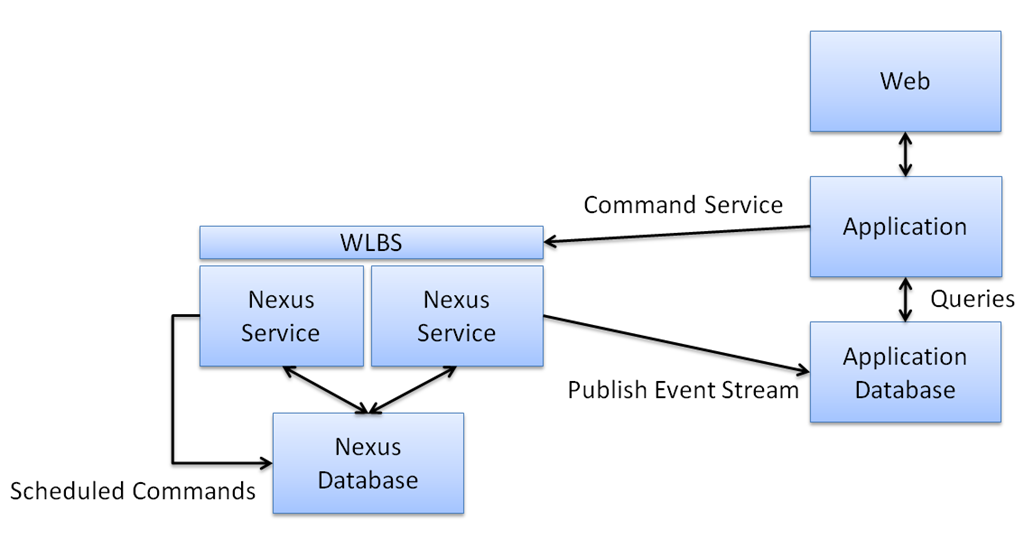 Web
Command Service
Application
WLBS
Nexus
Service
Nexus
Service
Queries
Application
Database
Publish Event Stream
Nexus
Database
Scheduled Commands